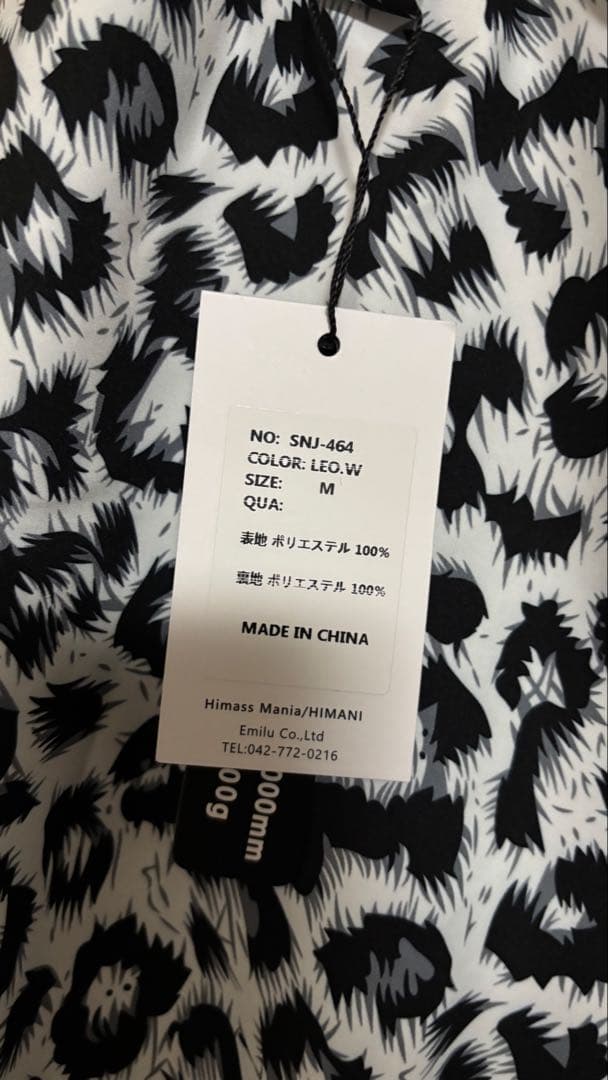 NO: SNJ-464
COLOR: LEO.W
SIZE: M
QUA:
表地 ポリエステル 100%
裏地 ポリエステル 100%
MADE IN CHINA
Himass Mania/HIMANI
Emilu Co.,Ltd
TEL:042-772-0216
000mm
00g